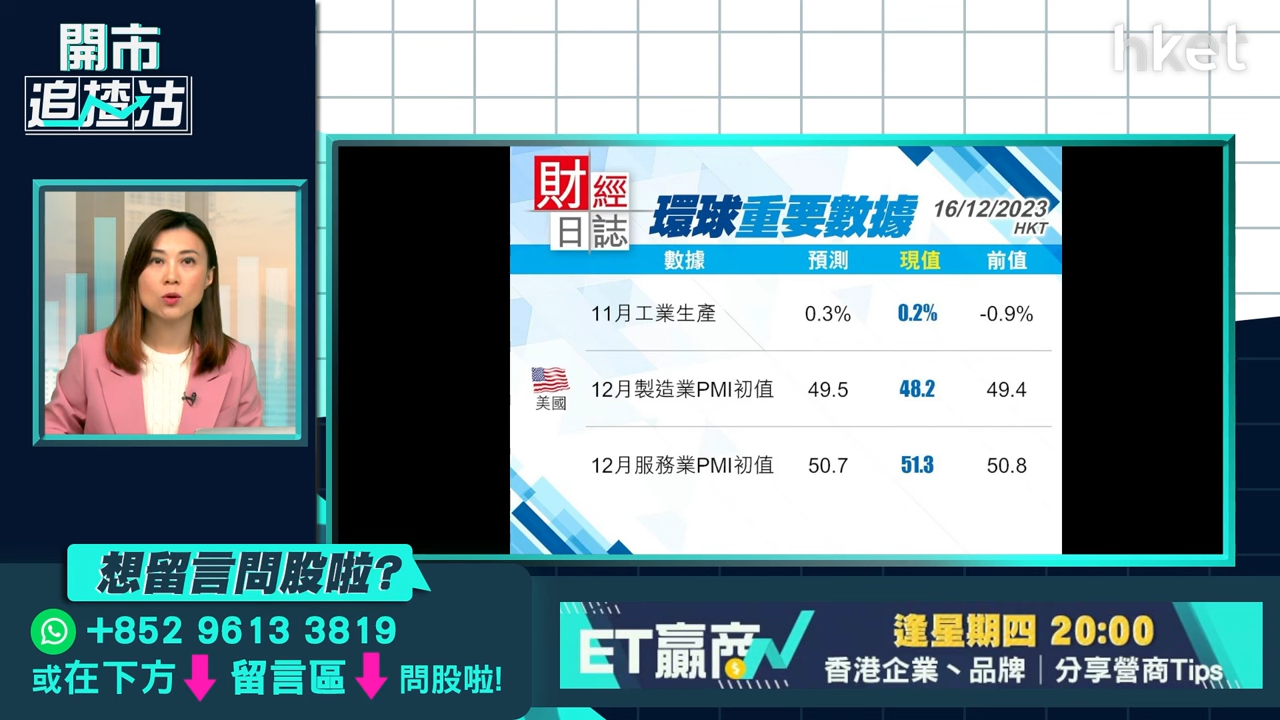 開市
追揸沽
hket
財經
日誌
環球重要數據
16/12/2023
HKT
數據 預測 現值 前值
11月工業生產 0.3% 0.2% -0.9%
美國
12月製造業PMI初值 49.5 48.2 49.4
12月服務業PMI初值 50.7 51.3 50.8
想留言問股啦?
+852 9613 3819
或在下方 留言區 問股啦!
ET贏商
逢星期四 20:00
香港企業、品牌｜分享營商Tips